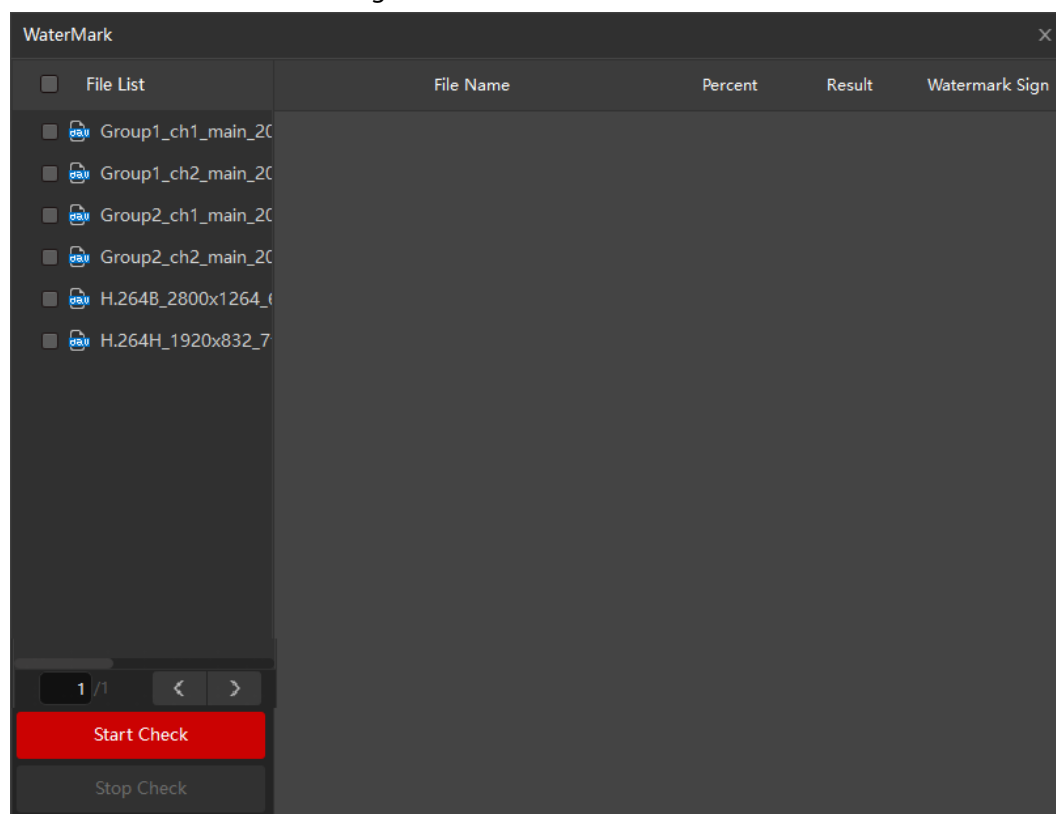 WaterMark
File List File Name Percent Result Watermark Sign
Group1_ch1_main_20
Group1_ch2_main_20
Group2_ch1_main_20
Group2_ch2_main_20
H.264B_2800x1264_
H.264H_1920x832_7
1 /1
Start Check
Stop Check